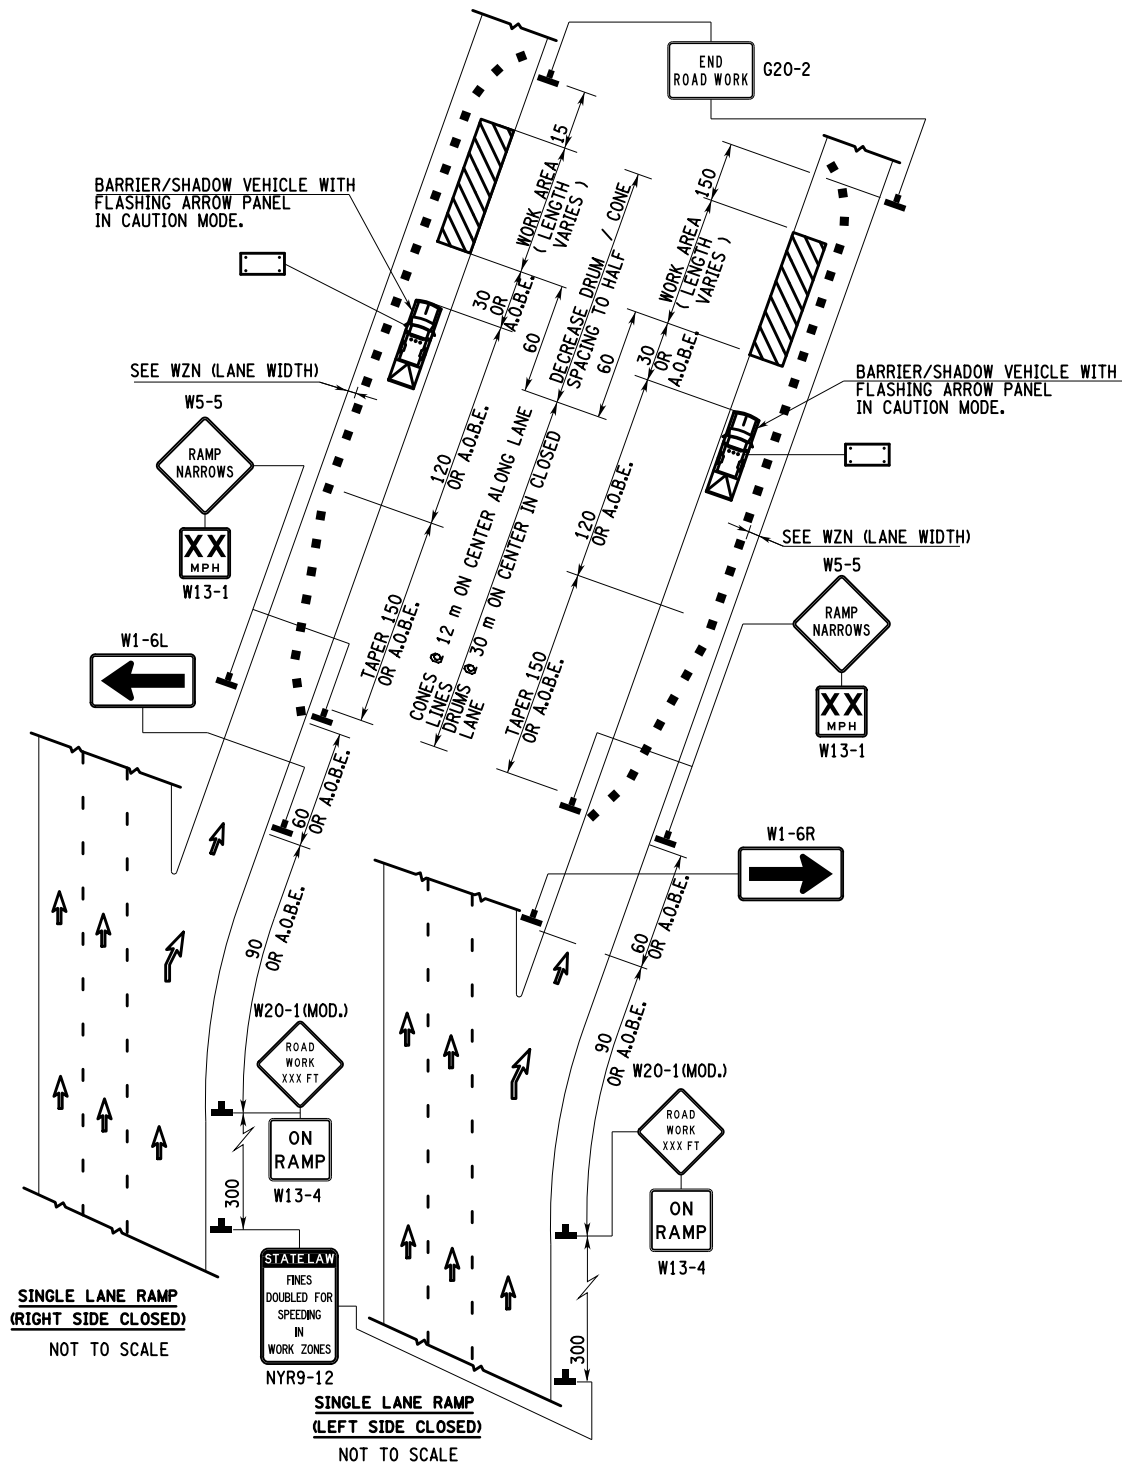 END
ROAD WORK
G20-2
15
WORK AREA
( LENGTH
VARIES )
30
OR
A.O.B.E.
60
120
OR A.O.B.E.
TAPER 150
OR A.O.B.E.
60
OR A.O.B.E.
90
OR A.O.B.E.
300
BARRIER/SHADOW VEHICLE WITH
FLASHING ARROW PANEL
IN CAUTION MODE.
SEE WZN (LANE WIDTH)
W5-5
RAMP
NARROWS
XX
MPH
W13-1
W1-6L
W20-1(MOD.)
ROAD
WORK
XXX FT
ON
RAMP
W13-4
STATE LAW
FINES
DOUBLED FOR
SPEEDING
IN
WORK ZONES
NYR9-12
SINGLE LANE RAMP
(RIGHT SIDE CLOSED)
NOT TO SCALE
DECREASE DRUM / CONE
SPACING TO HALF
CONES @ 12 m ON CENTER ALONG LANE
LINES
DRUMS @ 30 m ON CENTER IN CLOSED
LANE
150
WORK AREA
( LENGTH
VARIES )
30
OR
A.O.B.E.
60
120
OR A.O.B.E.
TAPER 150
OR A.O.B.E.
60
OR A.O.B.E.
90
OR A.O.B.E.
300
BARRIER/SHADOW VEHICLE WITH
FLASHING ARROW PANEL
IN CAUTION MODE.
SEE WZN (LANE WIDTH)
W5-5
RAMP
NARROWS
XX
MPH
W13-1
W1-6R
W20-1(MOD.)
ROAD
WORK
XXX FT
ON
RAMP
W13-4
SINGLE LANE RAMP
(LEFT SIDE CLOSED)
NOT TO SCALE